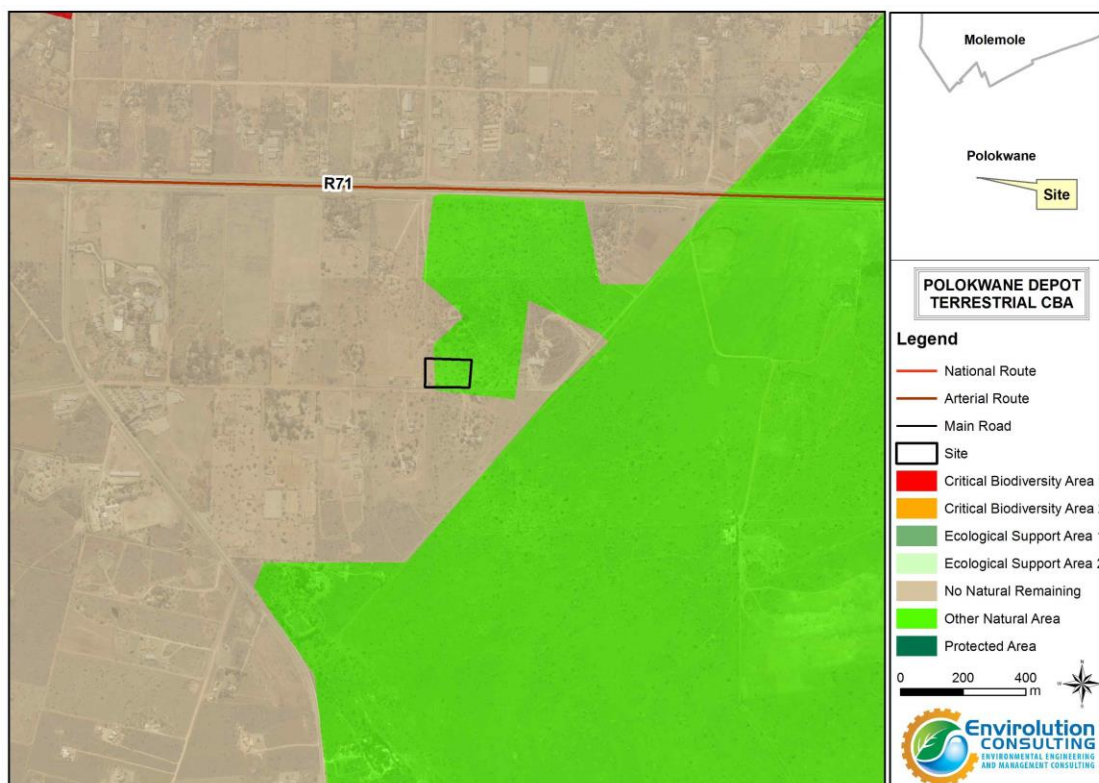 R71
Molemole
Polokwane
Site
POLOKWANE DEPOT
TERRESTRIAL CBA
Legend
National Route
Arterial Route
Main Road
Site
Critical Biodiversity Area
Critical Biodiversity Area
Ecological Support Area
Ecological Support Area 2
No Natural Remaining
Other Natural Area
Protected Area
0 200 400
m
Envirolution
CONSULTING
ENVIRONMENTAL ENGINEERING
AND MANAGEMENT CONSULTING